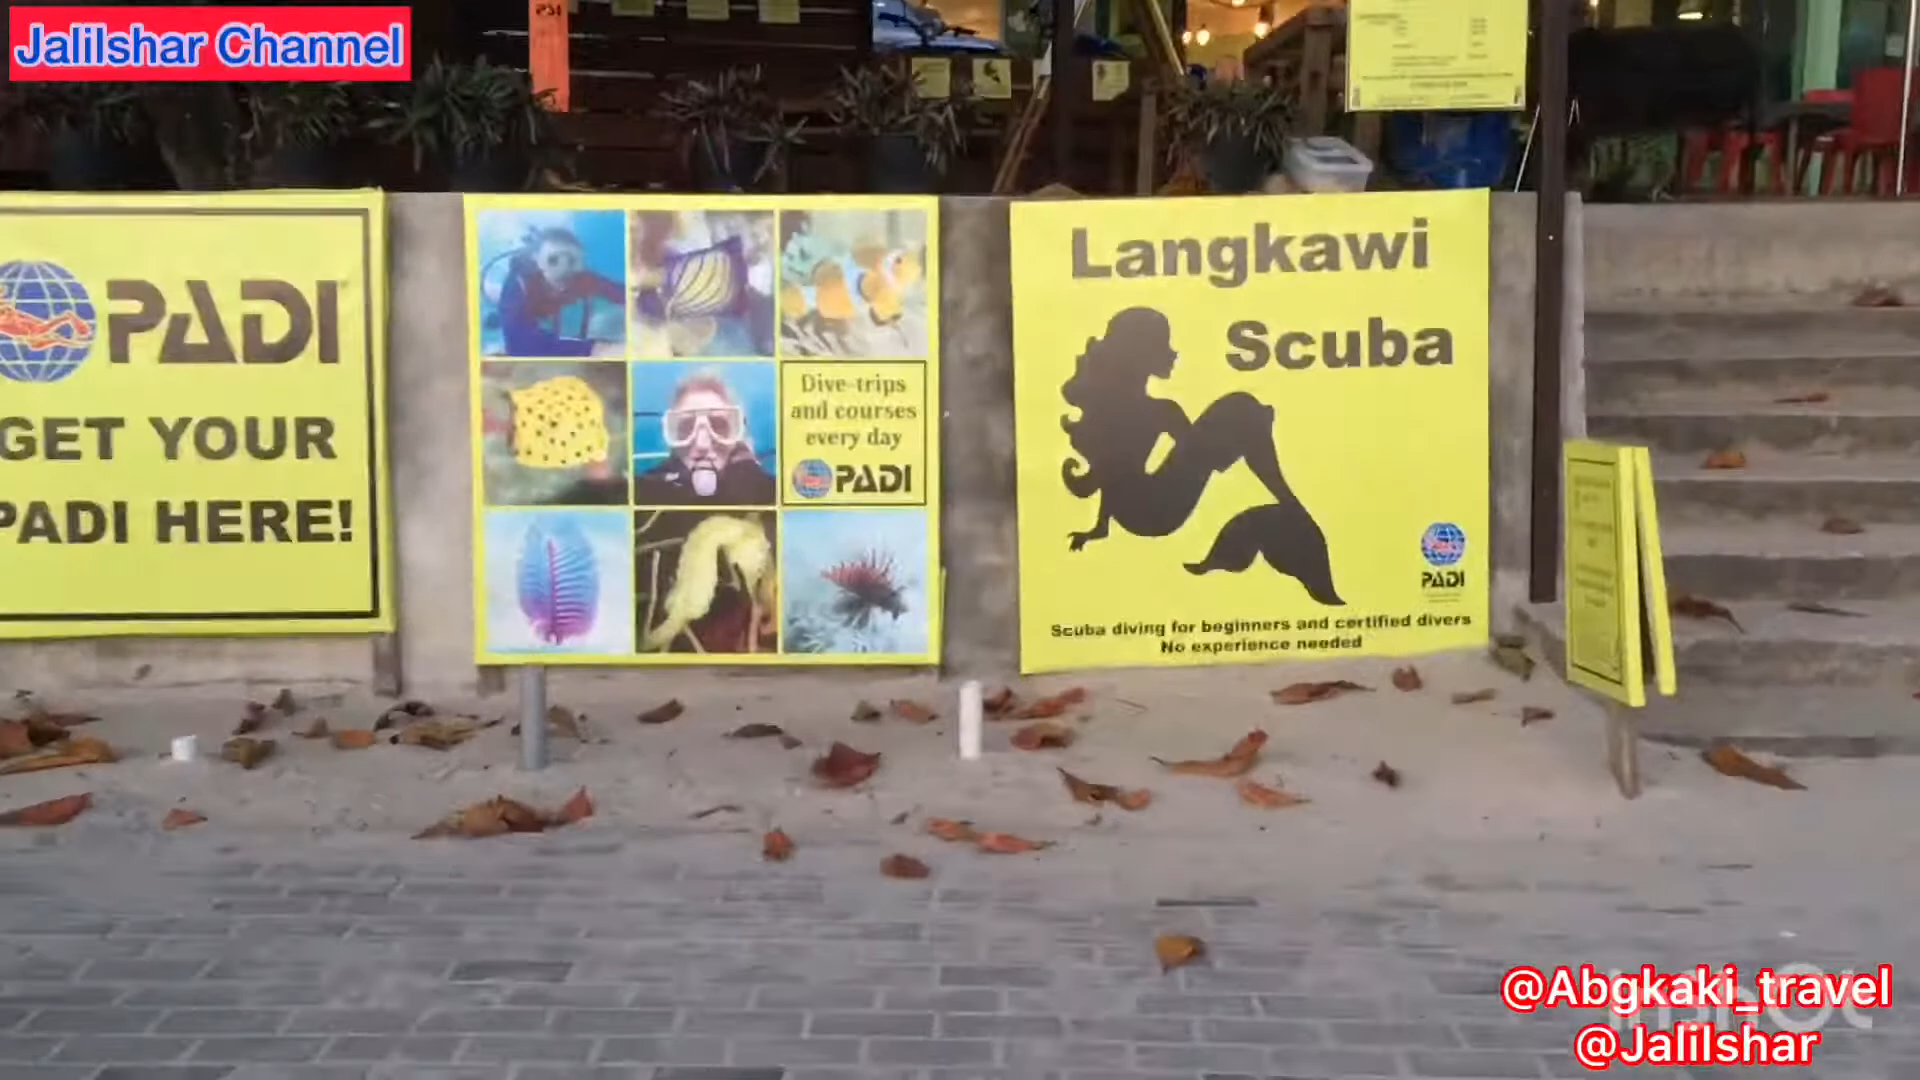 Jalilshar Channel
PADI
GET YOUR
PADI HERE!
Dive-trips
and courses
every day
PADI
Langkawi
Scuba
PADI
Scuba diving for beginners and certified divers
No experience needed
@Abgkaki_travel
@Jalilshar